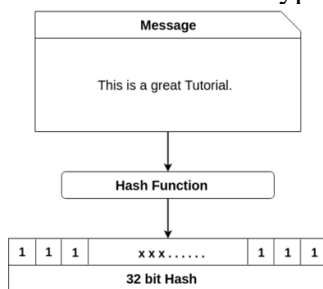 Message
This is a great Tutorial.
Hash Function
1 1 1 x x x . . . . . . 1 1 1
32 bit Hash